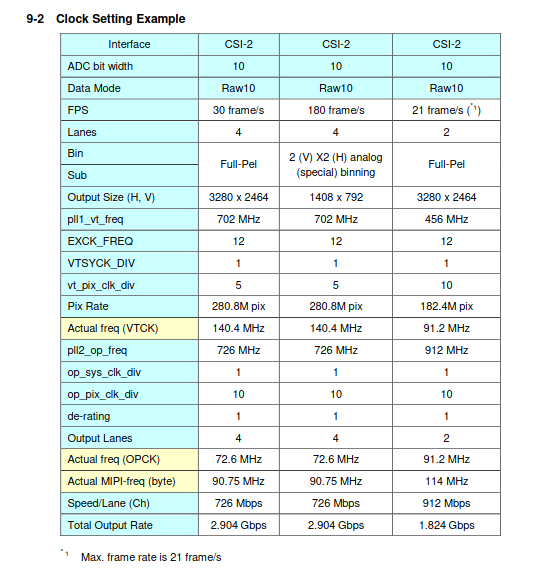 9-2 Clock Setting Example
Interface CSI-2 CSI-2 CSI-2
ADC bit width 10 10 10
Data Mode Raw10 Raw10 Raw10
FPS 30 frame/s 180 frame/s 21 frame/s (*1)
Lanes 4 4 2
Bin
Sub
Full-Pel
2 (V) X2 (H) analog
(special) binning
Full-Pel
Output Size (H, V) 3280 x 2464 1408 x 792 3280 x 2464
pll1_vt_freq 702 MHz 702 MHz 456 MHz
EXCK_FREQ 12 12 12
VTSYCK_DIV 1 1 1
vt_pix_clk_div 5 5 10
Pix Rate 280.8M pix 280.8M pix 182.4M pix
Actual freq (VTCK) 140.4 MHz 140.4 MHz 91.2 MHz
pll2_op_freq 726 MHz 726 MHz 912 MHz
op_sys_clk_div 1 1 1
op_pix_clk_div 10 10 10
de-rating 1 1 1
Output Lanes 4 4 2
Actual freq (OPCK) 72.6 MHz 72.6 MHz 91.2 MHz
Actual MIPI-freq (byte) 90.75 MHz 90.75 MHz 114 MHz
Speed/Lane (Ch) 726 Mbps 726 Mbps 912 Mbps
Total Output Rate 2.904 Gbps 2.904 Gbps 1.824 Gbps
*1 Max. frame rate is 21 frame/s